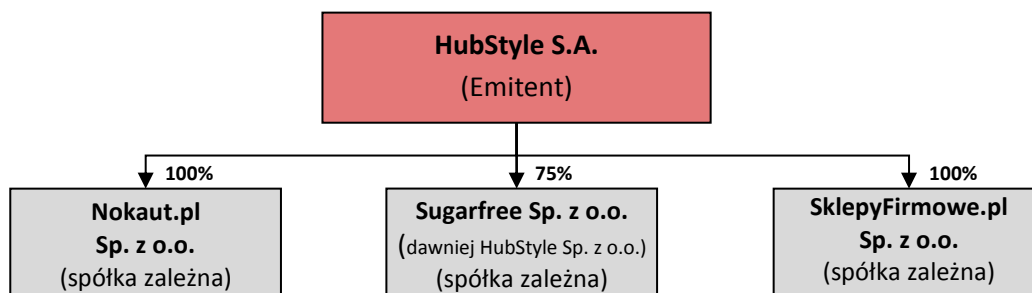 HubStyle S.A.
(Emitent)
100%
75%
100%
Nokaut.pl
Sp. z o.o.
(spółka zależna)
Sugarfree Sp. z o.o.
(dawniej HubStyle Sp. z o.o.)
(spółka zależna)
SklepyFirmowe.pl
Sp. z o.o.
(spółka zależna)